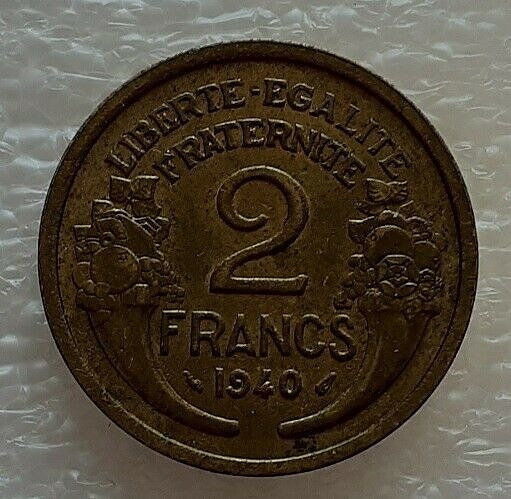 LIBERTE-EGALITE
FRATERNITE
2
FRANCS
1940